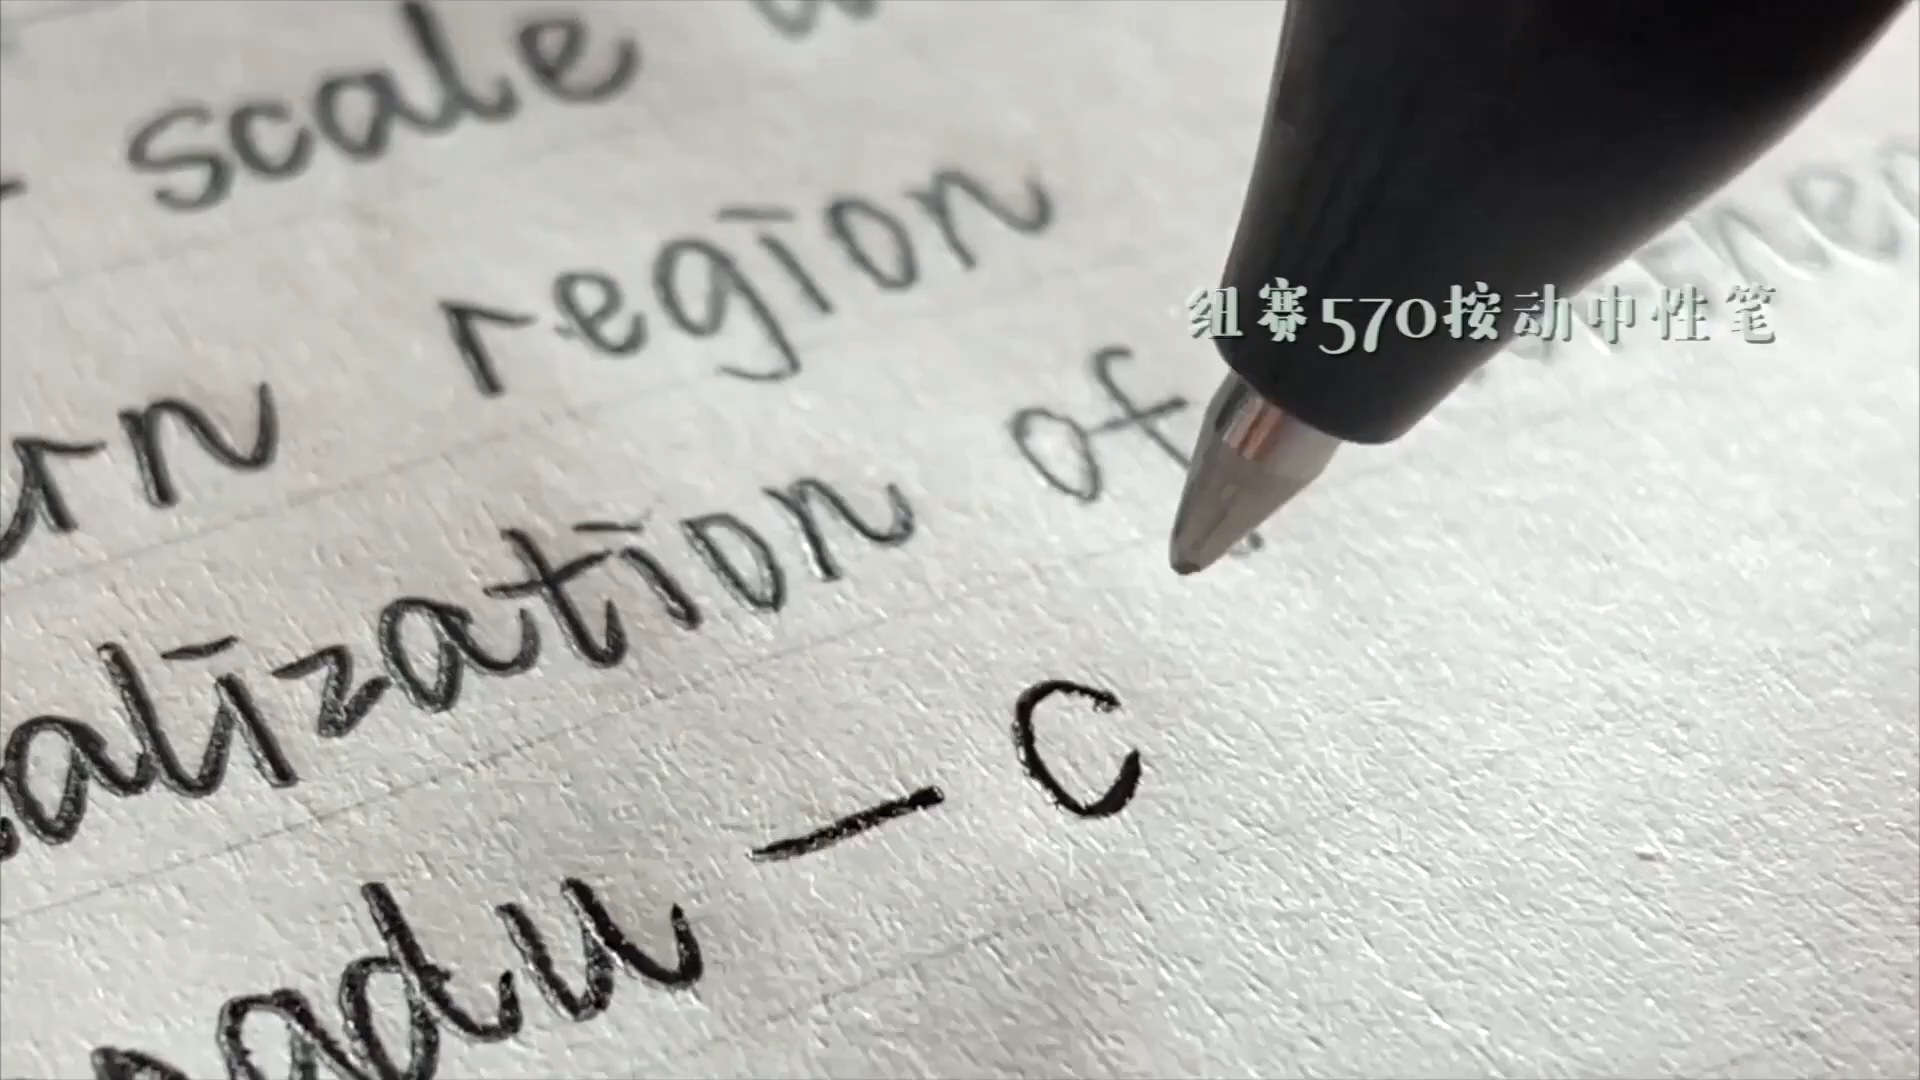 scale
rn region
alization of
组赛570按动中性笔
adu — C